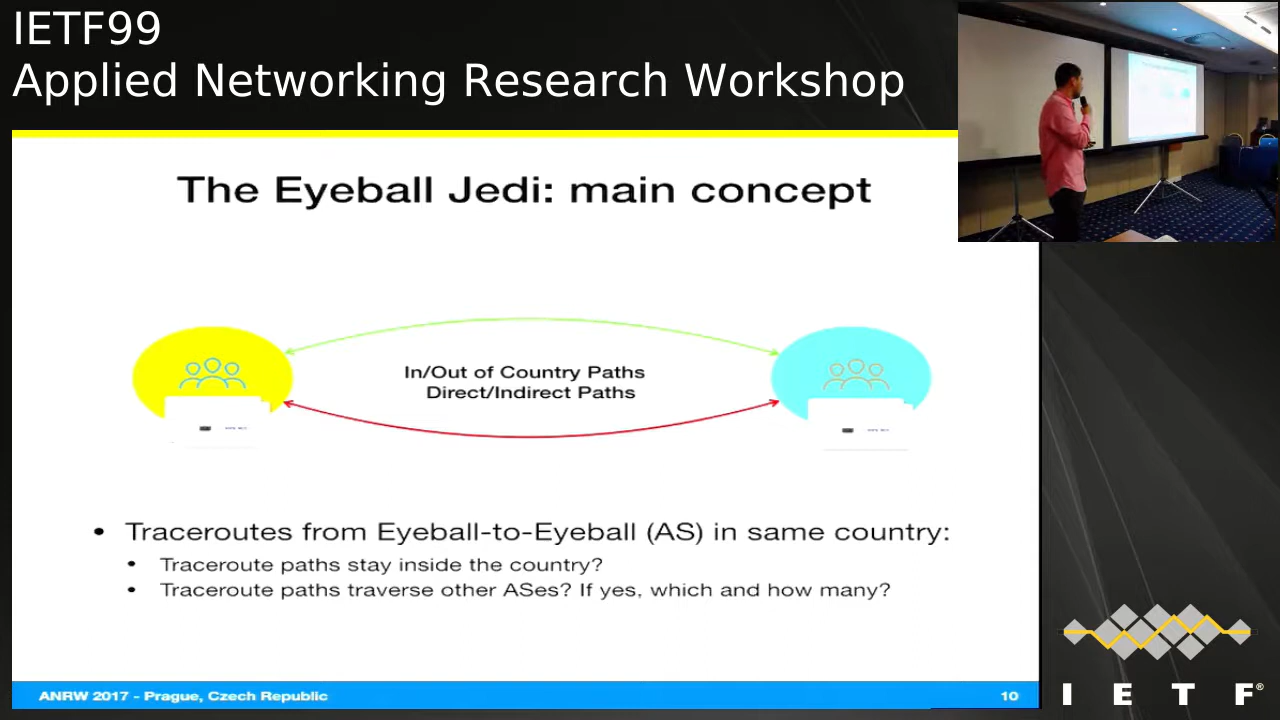 IETF99
Applied Networking Research Workshop
The Eyeball Jedi: main concept
In/Out of Country Paths
Direct/Indirect Paths
• Traceroutes from Eyeball-to-Eyeball (AS) in same country:
• Traceroute paths stay inside the country?
• Traceroute paths traverse other ASes? If yes, which and how many?
ANRW 2017 - Prague, Czech Republic
10
I E T F®